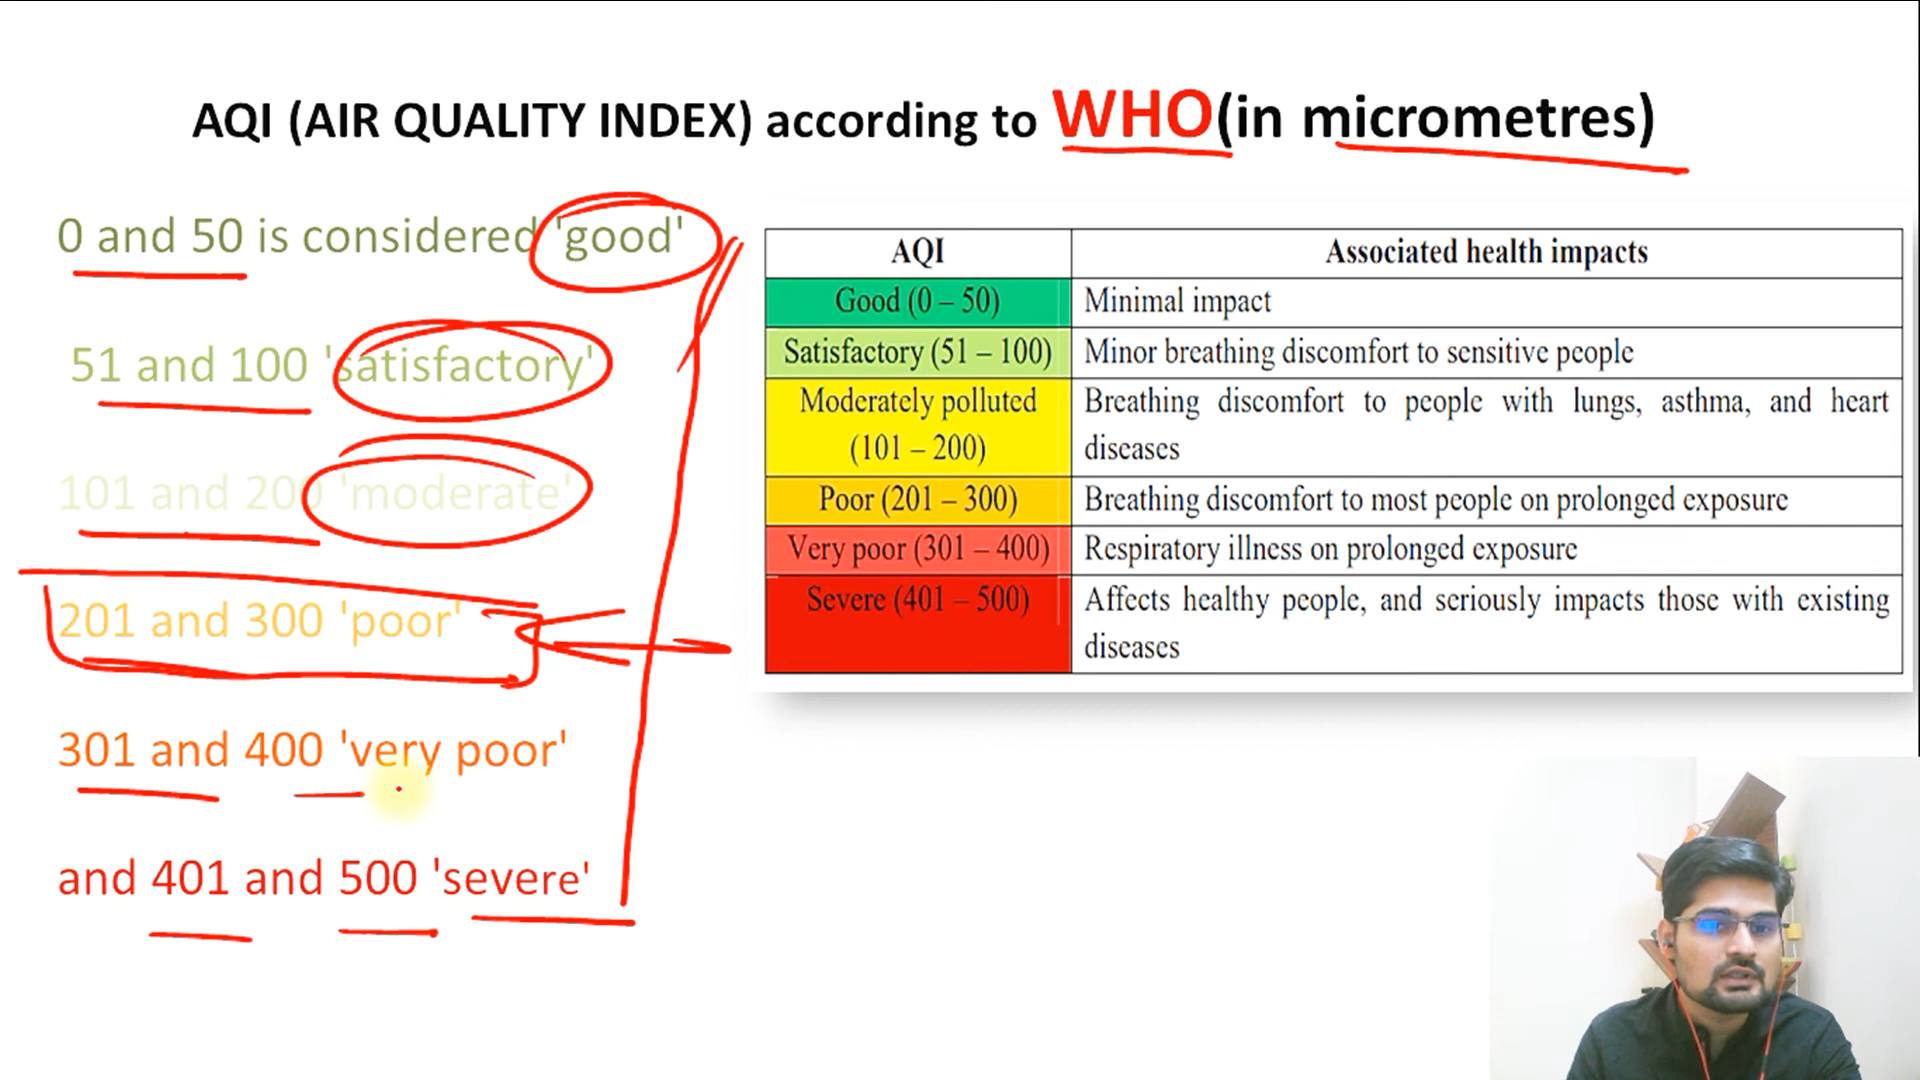 AQI (AIR QUALITY INDEX) according to WHO(in micrometres)
0 and 50 is considered 'good'
51 and 100 'satisfactory'
101 and 200 'moderate'
201 and 300 'poor'
301 and 400 'very poor'
and 401 and 500 'severe'
AQI Associated health impacts
Good (0 – 50) Minimal impact
Satisfactory (51 – 100) Minor breathing discomfort to sensitive people
Moderately polluted Breathing discomfort to people with lungs, asthma, and heart
(101 – 200) diseases
Poor (201 – 300) Breathing discomfort to most people on prolonged exposure
Very poor (301 – 400) Respiratory illness on prolonged exposure
Severe (401 – 500) Affects healthy people, and seriously impacts those with existing
diseases